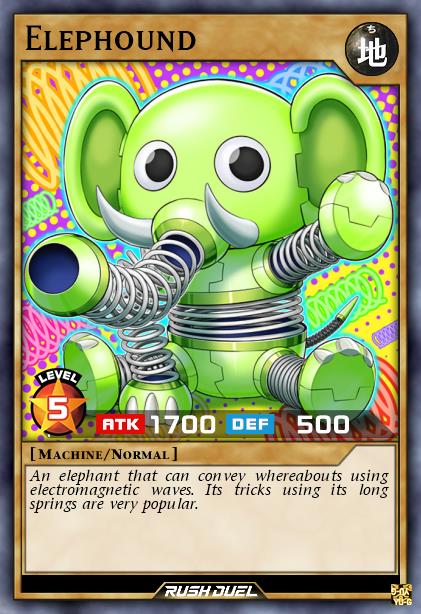 Elephound
ち
地
LEVEL
5
ATK 1700 DEF 500
[Machine/Normal]
An elephant that can convey whereabouts using
electromagnetic waves. Its tricks using its long
springs are very popular.
RUSH DUEL